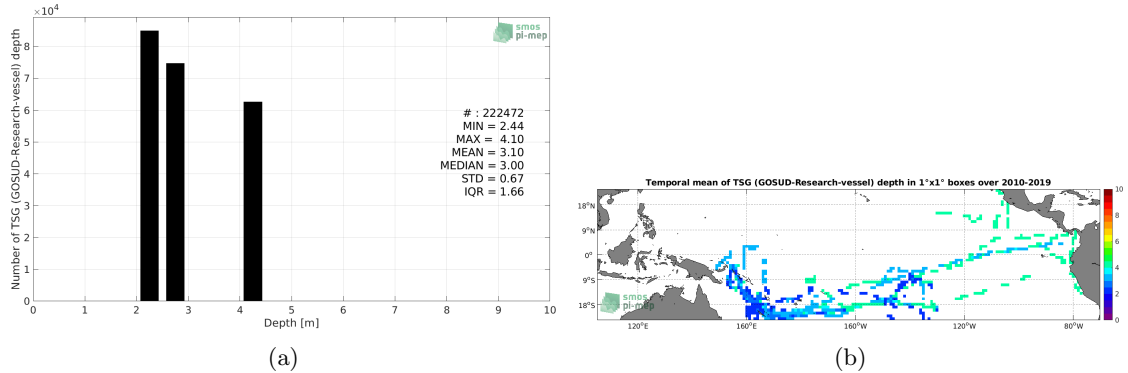 ×10⁴
8
7
6
5
4
3
2
1
0
Number of TSG (GOSUD-Research-vessel) depth
smos
pi-mep
# : 222472
MIN = 2.44
MAX = 4.10
MEAN = 3.10
MEDIAN = 3.00
STD = 0.67
IQR = 1.66
0 1 2 3 4 5 6 7 8 9 10
Depth [m]
(a)
Temporal mean of TSG (GOSUD-Research-vessel) depth in 1°x1° boxes over 2010-2019
18°N
9°N
0°
9°S
18°S
smos
pi-mep
120°E 160°E 160°W 120°W 80°W
10
8
6
4
2
0
(b)